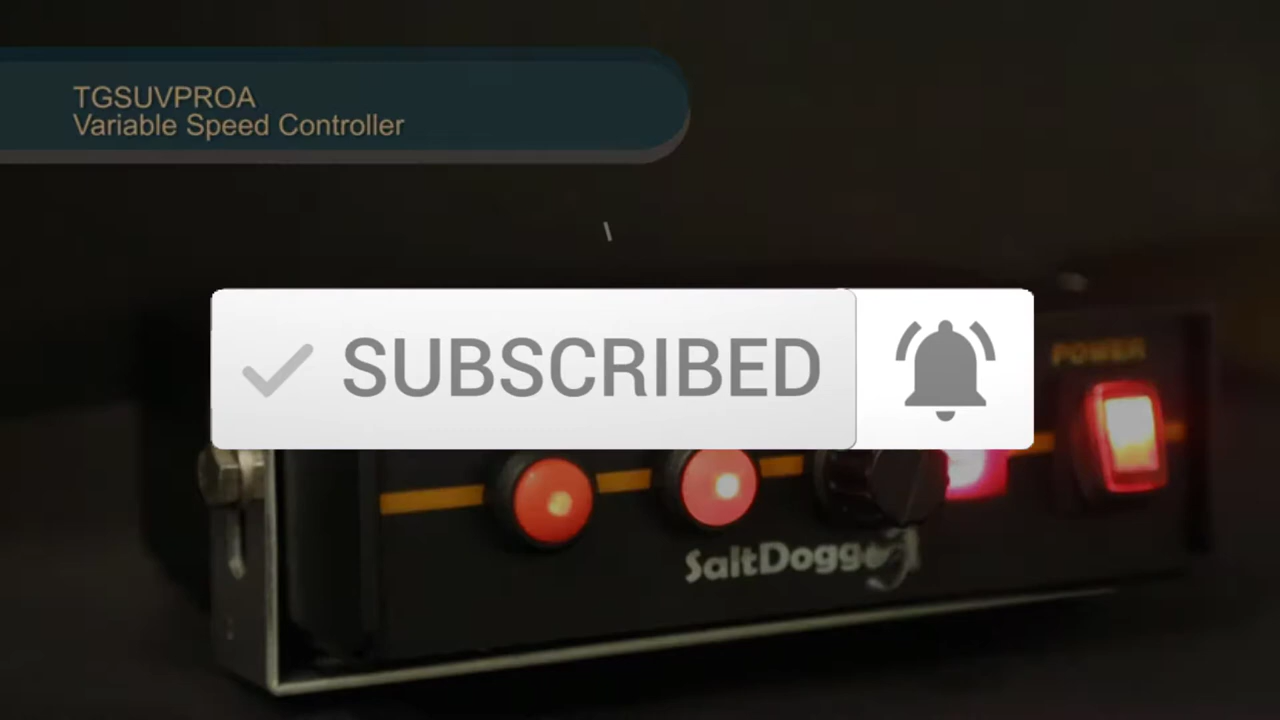 TGSUVPROA
Variable Speed Controller
SUBSCRIBED
POWER
SaltDogg